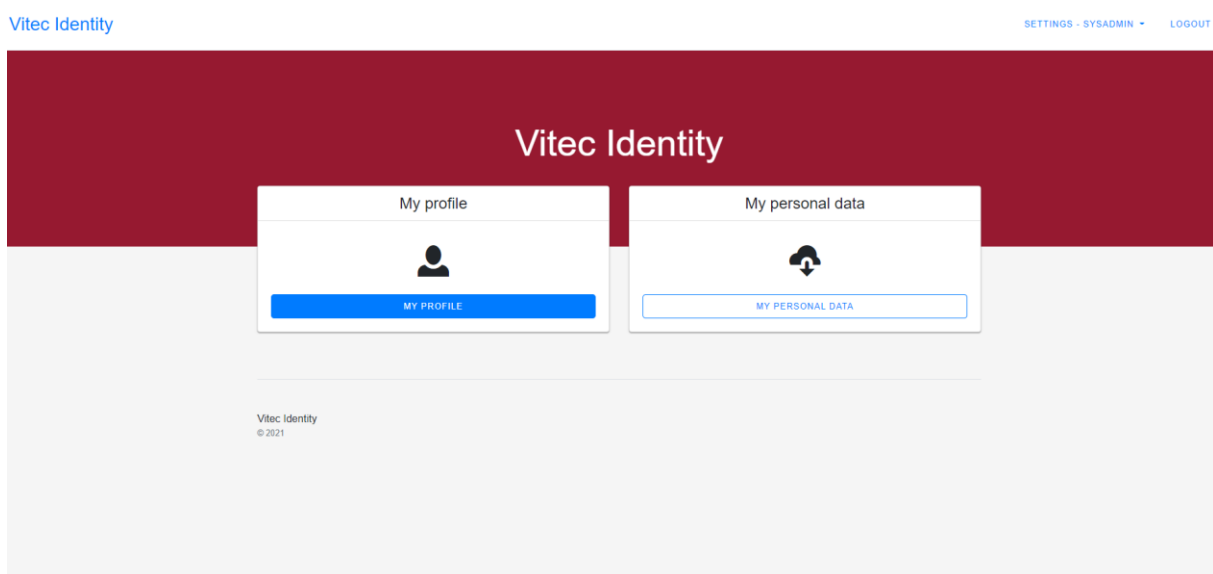 Vitec Identity
SETTINGS - SYSADMIN
LOGOUT
Vitec Identity
My profile
My personal data
MY PROFILE
MY PERSONAL DATA
Vitec Identity
© 2021